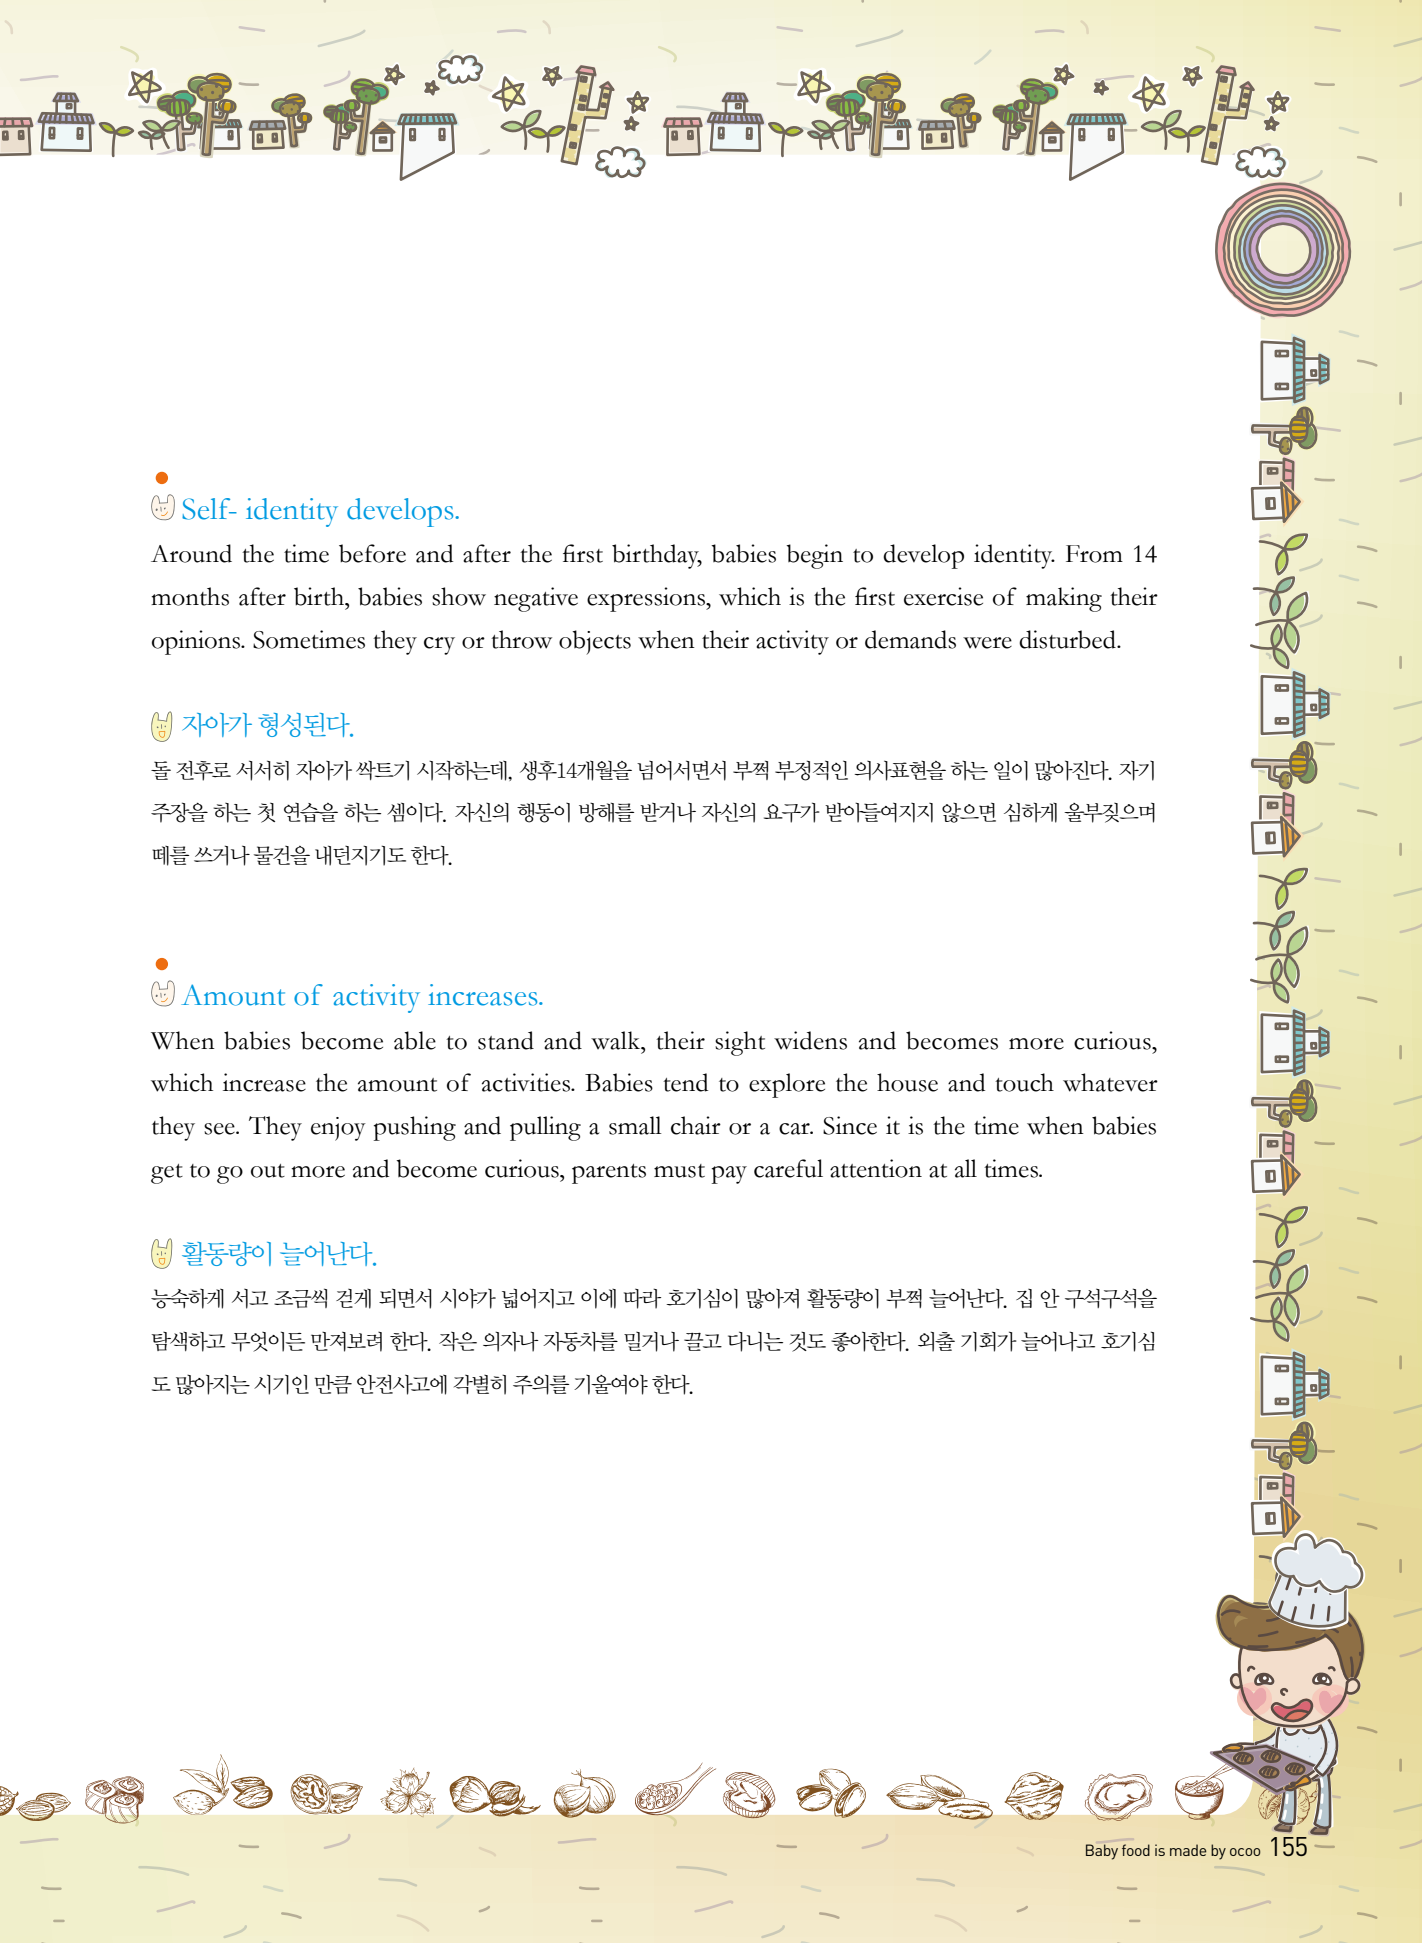 Self- identity develops.
Around the time before and after the first birthday, babies begin to develop identity. From 14
months after birth, babies show negative expressions, which is the first exercise of making their
opinions. Sometimes they cry or throw objects when their activity or demands were disturbed.
자아가 형성된다.
돌 전후로 서서히 자아가 싹트기 시작하는데, 생후14개월을 넘어서면서 부쩍 부정적인 의사표현을 하는 일이 많아진다. 자기
주장을 하는 첫 연습을 하는 셈이다. 자신의 행동이 방해를 받거나 자신의 요구가 받아들여지지 않으면 심하게 울부짖으며
떼를 쓰거나 물건을 내던지기도 한다.
Amount of activity increases.
When babies become able to stand and walk, their sight widens and becomes more curious,
which increase the amount of activities. Babies tend to explore the house and touch whatever
they see. They enjoy pushing and pulling a small chair or a car. Since it is the time when babies
get to go out more and become curious, parents must pay careful attention at all times.
활동량이 늘어난다.
능숙하게 서고 조금씩 걷게 되면서 시야가 넓어지고 이에 따라 호기심이 많아져 활동량이 부쩍 늘어난다. 집 안 구석구석을
탐색하고 무엇이든 만져보려 한다. 작은 의자나 자동차를 밀거나 끌고 다니는 것도 좋아한다. 외출 기회가 늘어나고 호기심
도 많아지는 시기인 만큼 안전사고에 각별히 주의를 기울여야 한다.
Baby food is made by ocoo 155